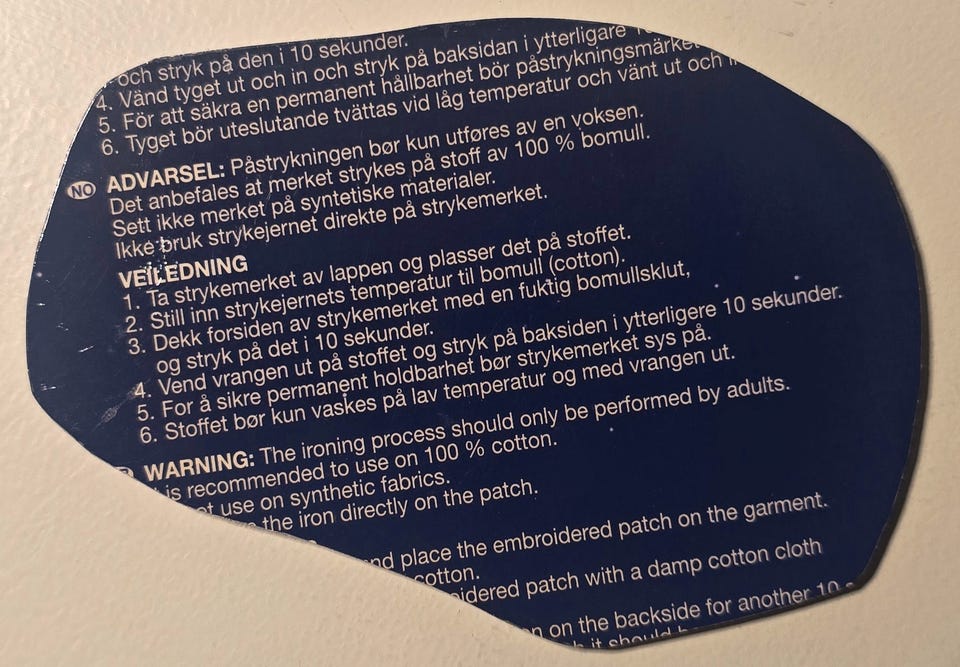 och stryk på den i 10 sekunder.
4. Vänd tyget ut och in och stryk på baksidan i ytterligare
5. För att säkra en permanent hållbarhet bör påstrykningsmärket
6. Tyget bör uteslutande tvättas vid låg temperatur och vänt ut och
NO ADVARSEL: Påstrykningen bør kun utføres av en voksen.
Det anbefales at merket strykes på stoff av 100 % bomull.
Sett ikke merket på syntetiske materialer.
Ikke bruk strykejernet direkte på strykemerket.
VEILEDNING
1. Ta strykemerket av lappen og plasser det på stoffet.
2. Still inn strykejernets temperatur til bomull (cotton).
3. Dekk forsiden av strykemerket med en fuktig bomullsklut,
og stryk på det i 10 sekunder.
4. Vend vrangen ut på stoffet og stryk på baksiden i ytterligere 10 sekunder.
5. For å sikre permanent holdbarhet bør strykemerket sys på.
6. Stoffet bør kun vaskes på lav temperatur og med vrangen ut.
WARNING: The ironing process should only be performed by adults.
is recommended to use on 100 % cotton.
use on synthetic fabrics.
the iron directly on the patch.
place the embroidered patch on the garment.
cotton.
patch with a damp cotton cloth
on the backside for another 10
it should